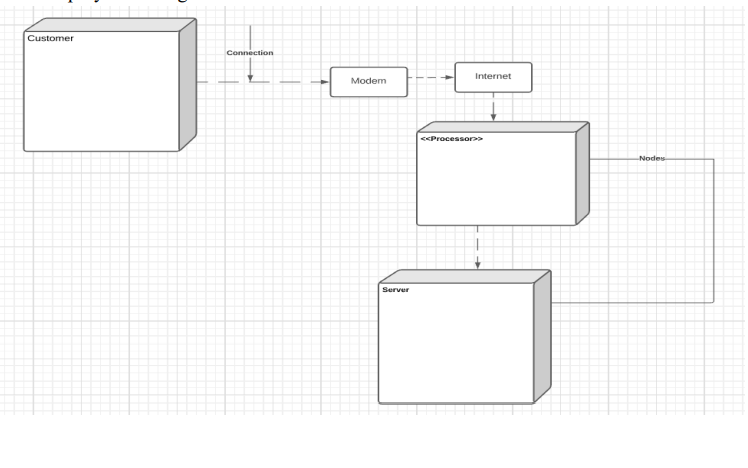 Customer
Connection
Modem
Internet
<<Processor>>
Nodes
Server